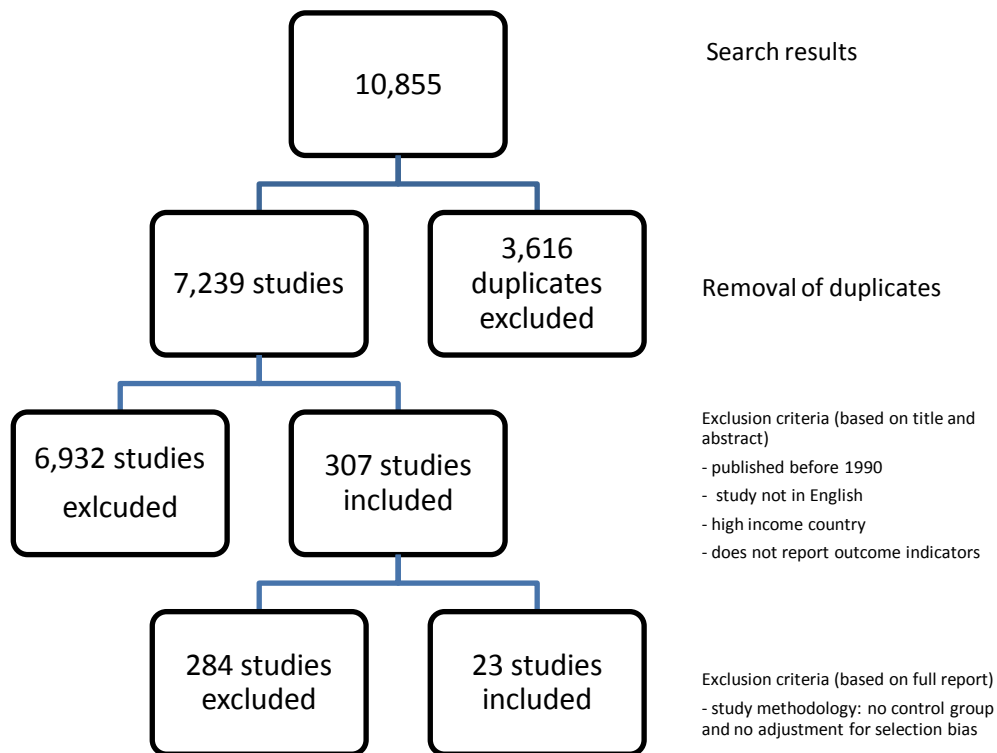 10,855
Search results
7,239 studies
3,616
duplicates
excluded
Removal of duplicates
6,932 studies
exlcuded
307 studies
included
Exclusion criteria (based on title and
abstract)
- published before 1990
- study not in English
- high income country
- does not report outcome indicators
284 studies
excluded
23 studies
included
Exclusion criteria (based on full report)
- study methodology: no control group
and no adjustment for selection bias